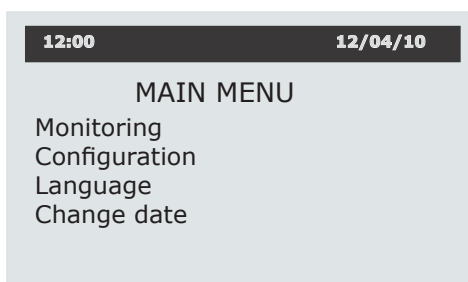 12:00 12/04/10
MAIN MENU
Monitoring
Configuration
Language
Change date